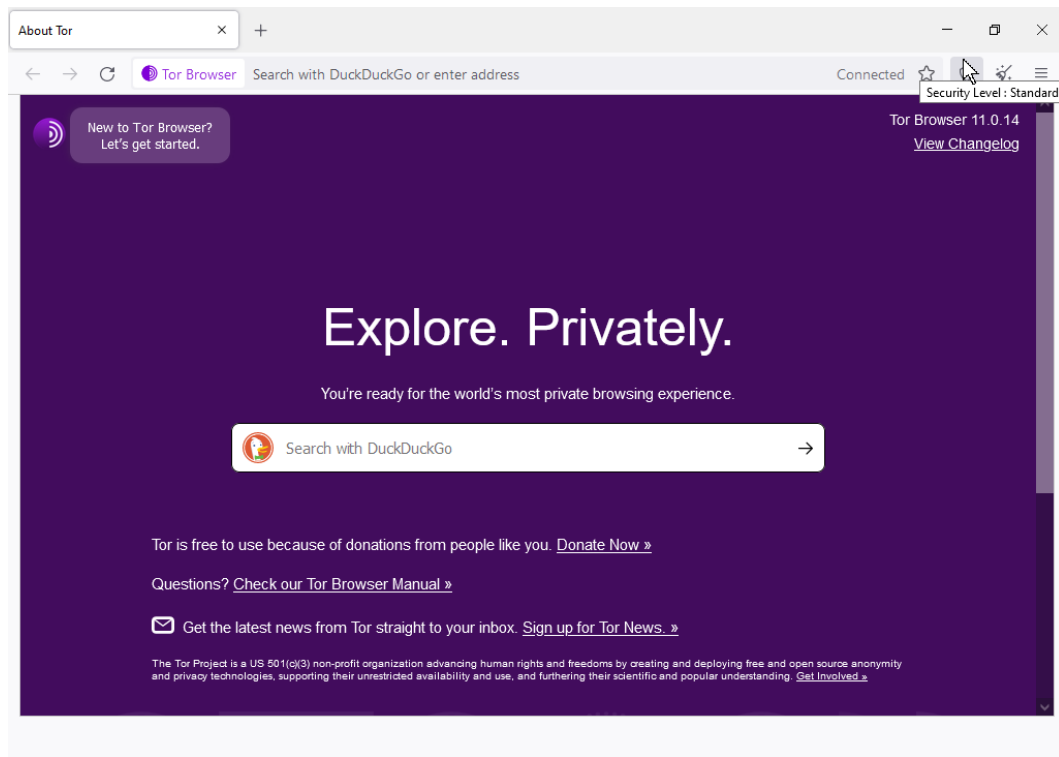 About Tor
Tor Browser Search with DuckDuckGo or enter address Connected
Security Level : Standard
New to Tor Browser?
Let's get started.
Tor Browser 11.0.14
View Changelog
Explore. Privately.
You're ready for the world's most private browsing experience.
Search with DuckDuckGo
Tor is free to use because of donations from people like you. Donate Now »
Questions? Check our Tor Browser Manual »
Get the latest news from Tor straight to your inbox. Sign up for Tor News. »
The Tor Project is a US 501(c)(3) non-profit organization advancing human rights and freedoms by creating and deploying free and open source anonymity
and privacy technologies, supporting their unrestricted availability and use, and furthering their scientific and popular understanding. Get Involved »